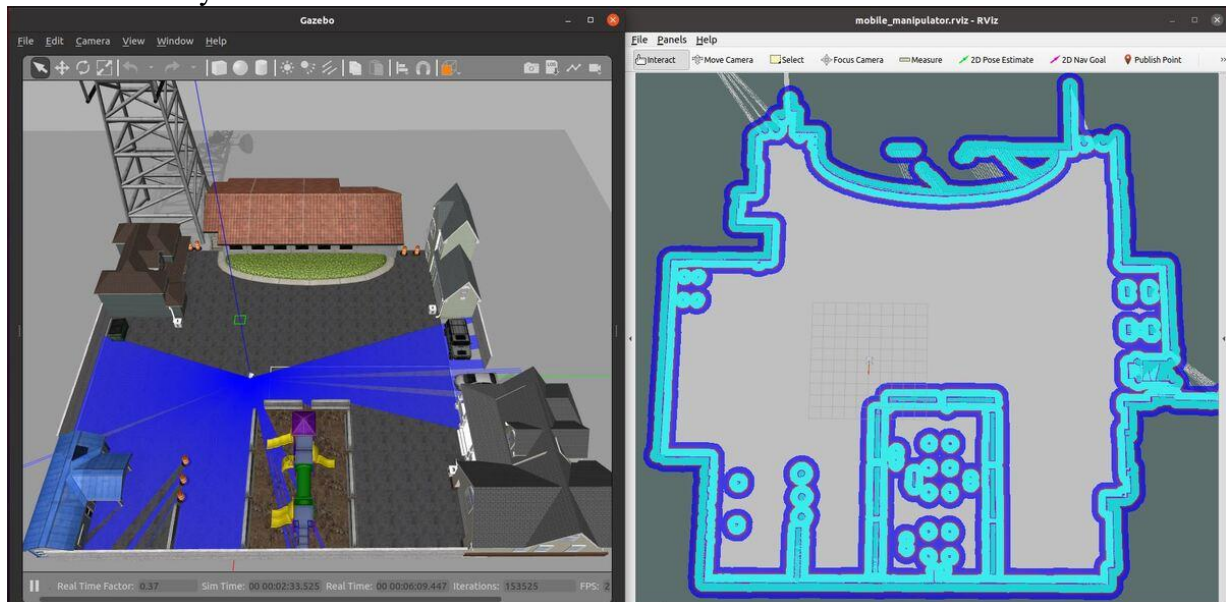 Gazebo
File Edit Camera View Window Help
Real Time Factor: 0.37 Sim Time: 00 00:02:33.525 Real Time: 00 00:06:09.447 Iterations: 153525 FPS: 2
mobile_manipulator.rviz - RViz
File Panels Help
Interact Move Camera Select Focus Camera Measure 2D Pose Estimate 2D Nav Goal Publish Point